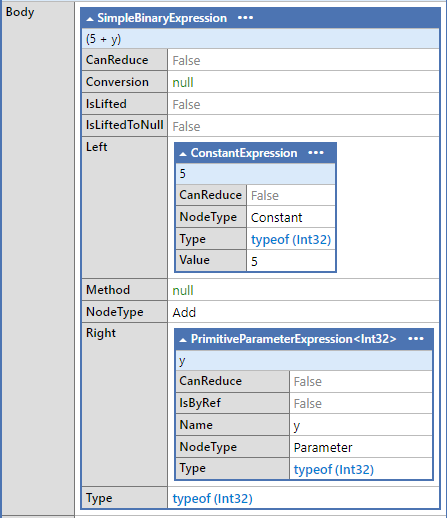 Body
SimpleBinaryExpression •••
(5 + y)
CanReduce False
Conversion null
IsLifted False
IsLiftedToNull False
Left
ConstantExpression •••
5
CanReduce False
NodeType Constant
Type typeof (Int32)
Value 5
Method null
NodeType Add
Right
PrimitiveParameterExpression<Int32> •••
y
CanReduce False
IsByRef False
Name y
NodeType Parameter
Type typeof (Int32)
Type typeof (Int32)